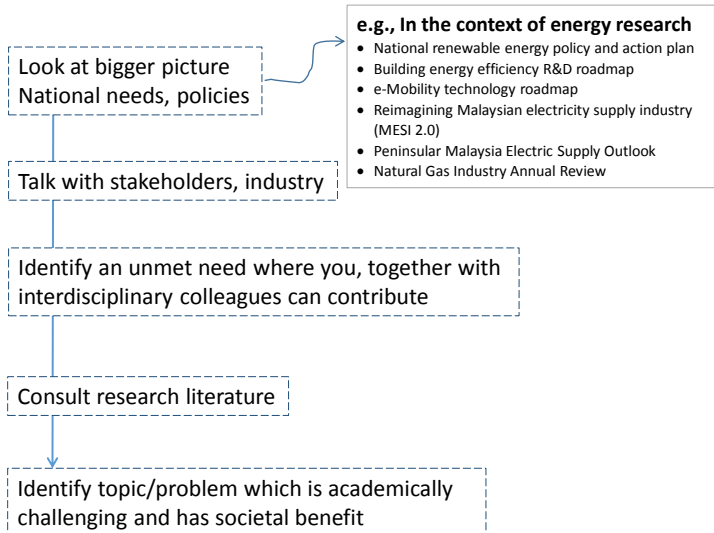 Look at bigger picture
National needs, policies
e.g., In the context of energy research
• National renewable energy policy and action plan
• Building energy efficiency R&D roadmap
• e-Mobility technology roadmap
• Reimagining Malaysian electricity supply industry
(MESI 2.0)
• Peninsular Malaysia Electric Supply Outlook
• Natural Gas Industry Annual Review
Talk with stakeholders, industry
Identify an unmet need where you, together with
interdisciplinary colleagues can contribute
Consult research literature
Identify topic/problem which is academically
challenging and has societal benefit